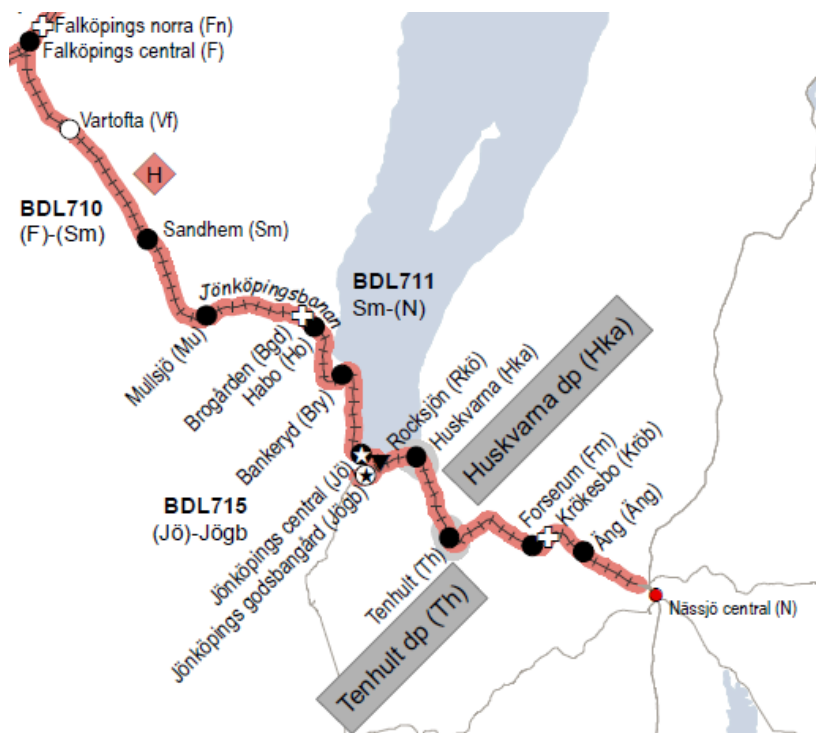 Falköpings norra (Fn)
Falköpings central (F)
Vartofta (Vf)
H
BDL710
(F)-(Sm)
Sandhem (Sm)
Jönköpingsbanan
BDL711
Sm-(N)
Mullsjö (Mu)
Brogården (Bgd)
Habo (Ho)
Bankeryd (Bry)
Rocksjön (Rkö)
Huskvarna (Hka)
Huskvarna dp (Hka)
BDL715
(Jö)-Jögb
Jönköpings central (Jö)
Jönköpings godsbangård (Jögb)
Forserum (Fm)
Krökesbo (Kröb)
Äng (Äng)
Tenhult (Th)
Tenhult dp (Th)
Nässjö central (N)